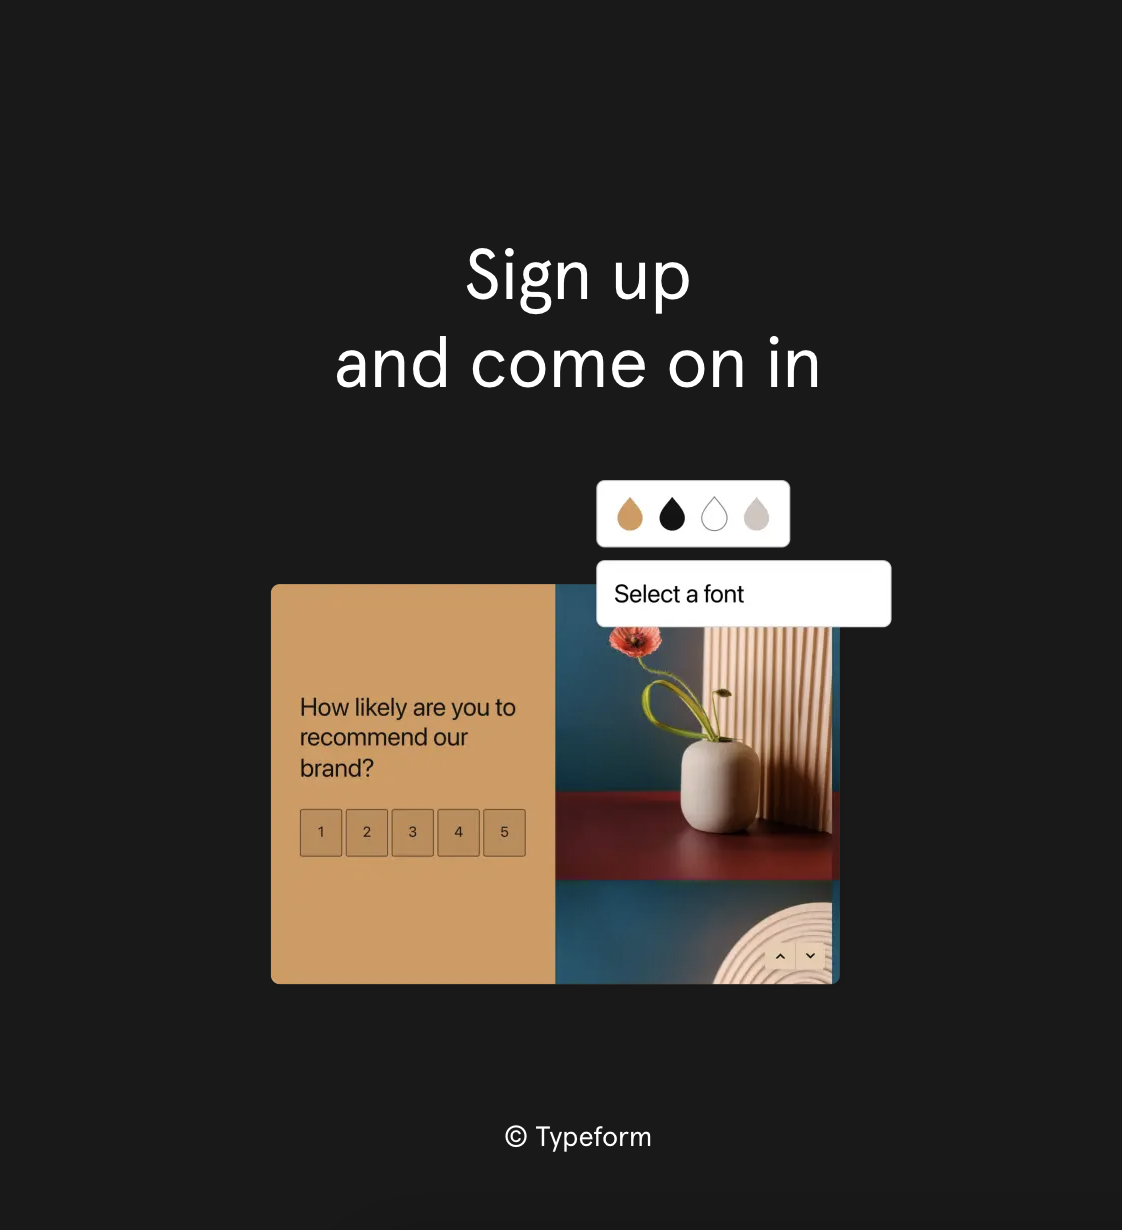 Sign up
and come on in
Select a font
How likely are you to
recommend our
brand?
1 2 3 4 5
© Typeform